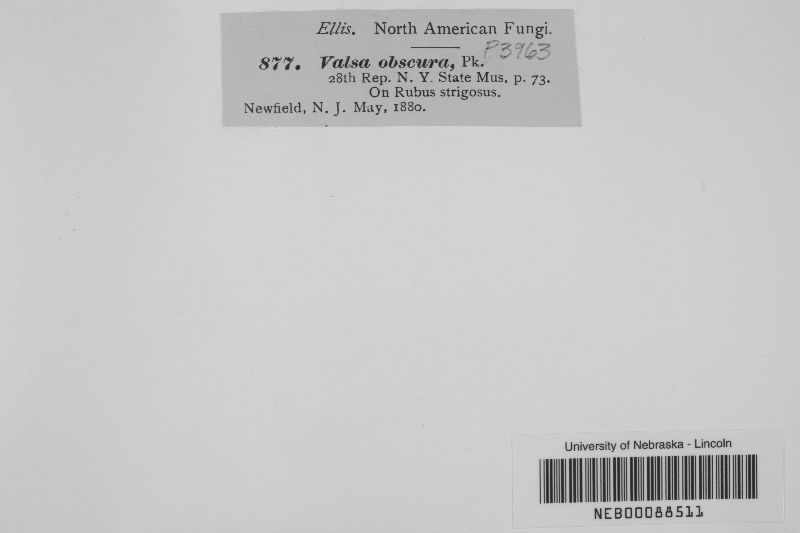 Ellis. North American Fungi.
P3963
877. Valsa obscura, Pk.
28th Rep. N. Y. State Mus. p. 73.
On Rubus strigosus.
Newfield, N. J. May, 1880.
University of Nebraska - Lincoln
NEB00088511